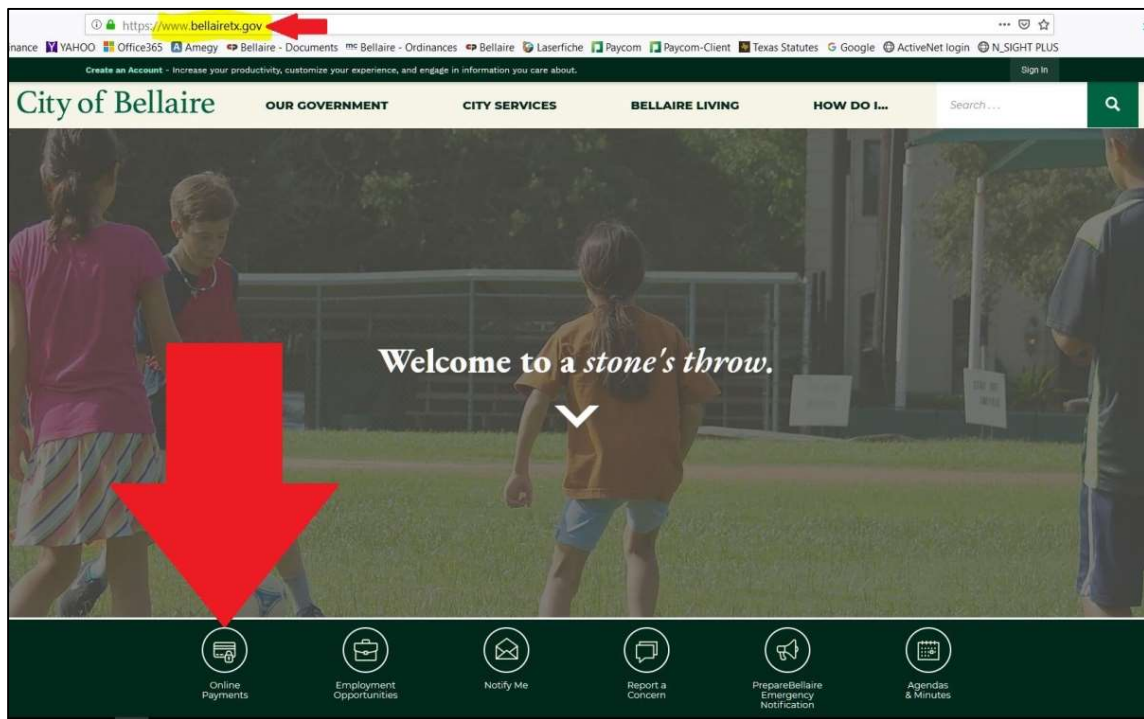 https://www.bellairetx.gov
inance YAHOO Office365 Amegy Bellaire - Documents Bellaire - Ordinances Bellaire Laserfiche Paycom Paycom-Client Texas Statutes Google ActiveNet login N_SIGHT PLUS
Create an Account - Increase your productivity, customize your experience, and engage in information you care about. Sign In
City of Bellaire OUR GOVERNMENT CITY SERVICES BELLAIRE LIVING HOW DO I... Search ...
Welcome to a stone's throw.
Online
Payments
Employment
Opportunities
Notify Me
Report a
Concern
PrepareBellaire
Emergency
Notification
Agendas
& Minutes